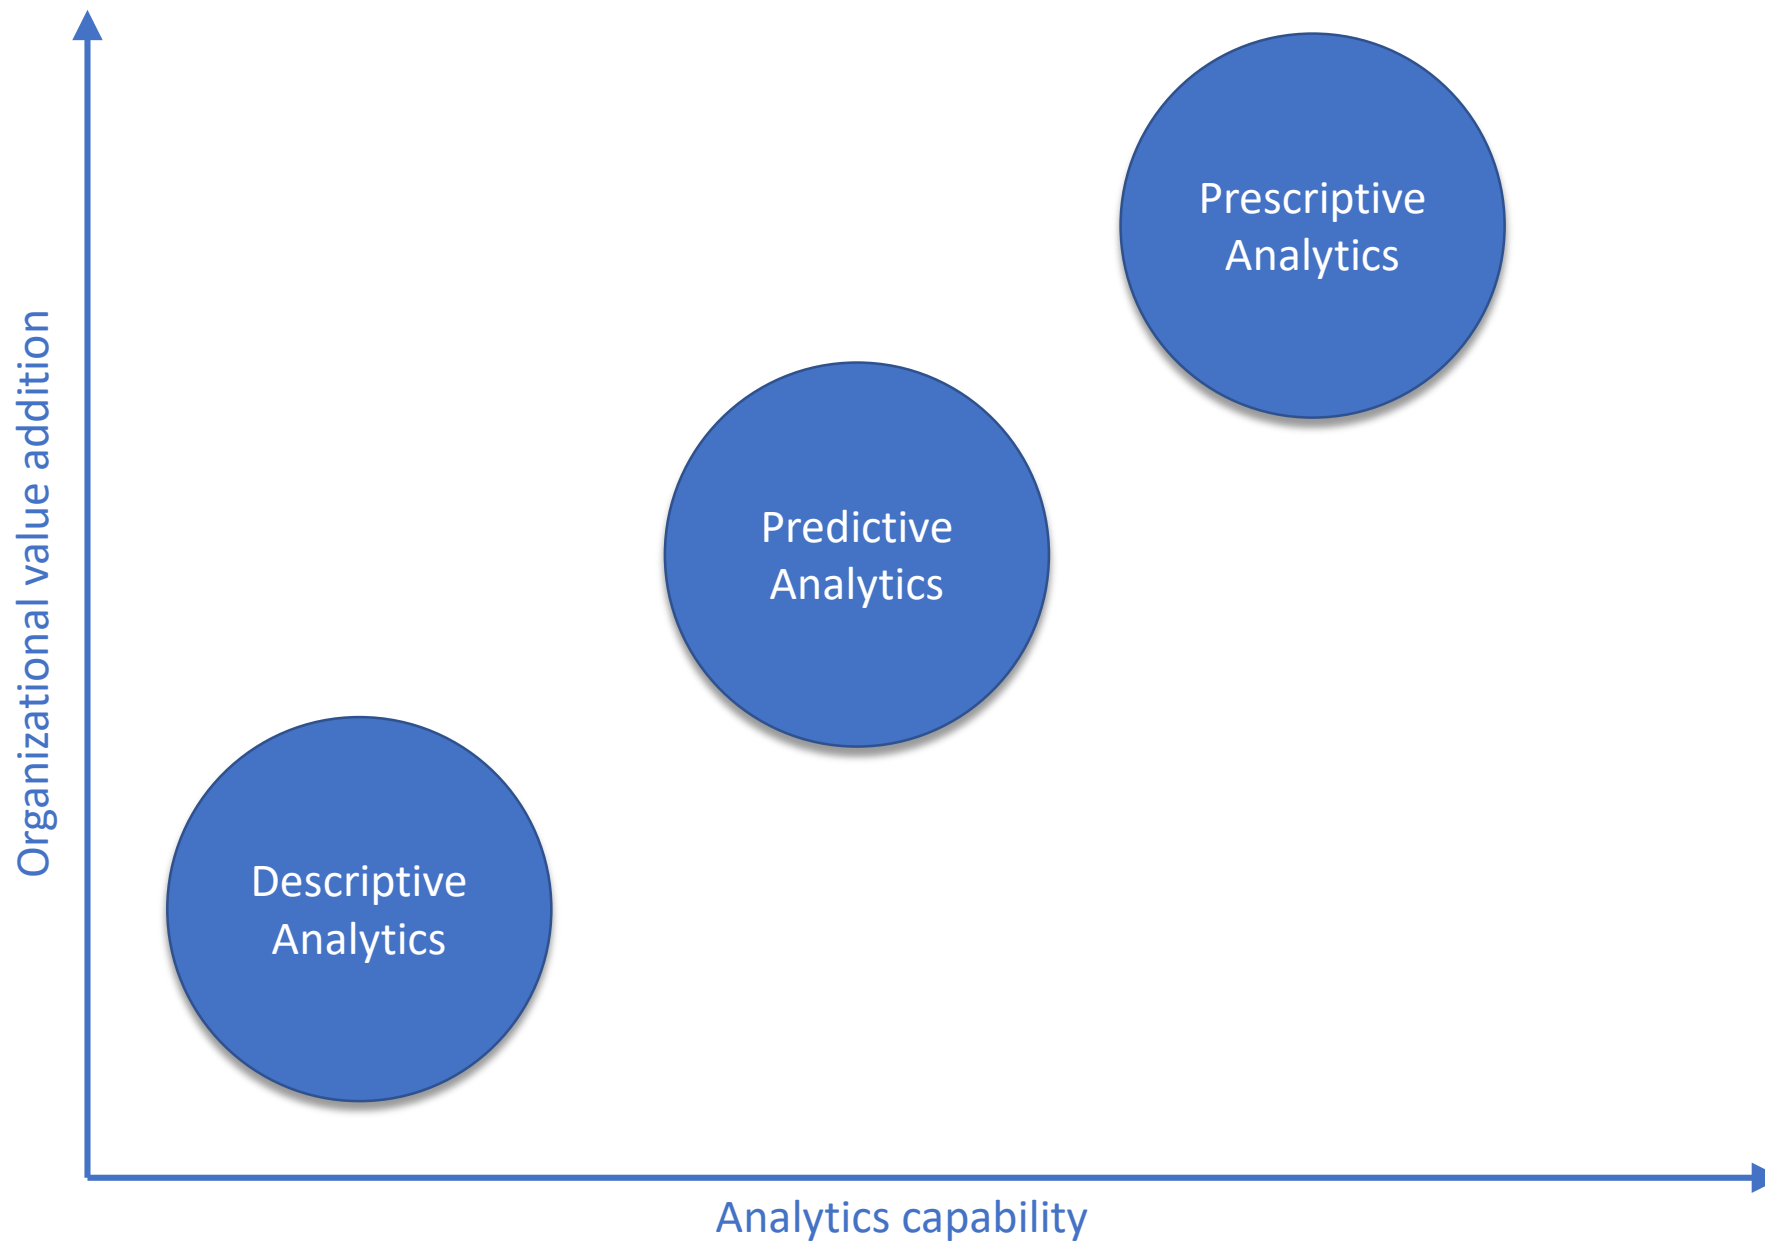 Prescriptive
Analytics
Predictive
Analytics
Descriptive
Analytics
Organizational value addition
Analytics capability